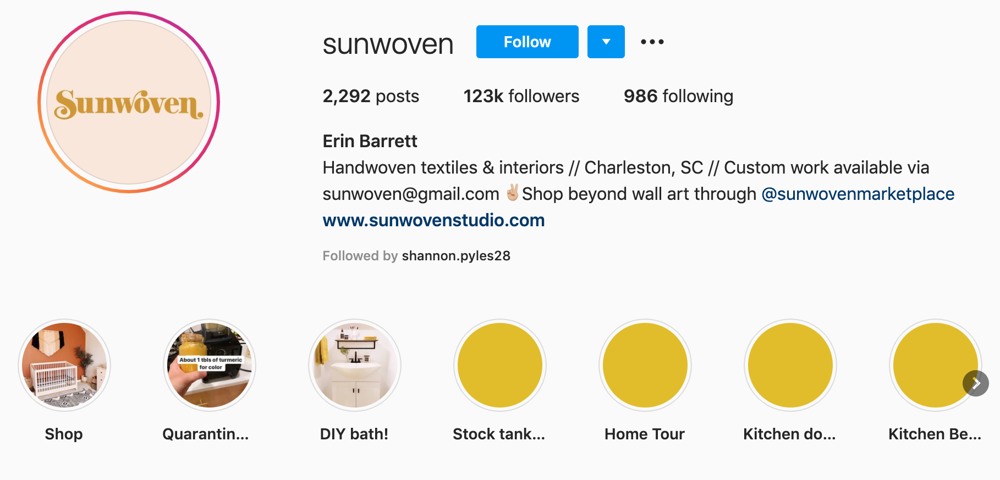 Sunwoven.
sunwoven
Follow
2,292 posts
123k followers
986 following
Erin Barrett
Handwoven textiles & interiors // Charleston, SC // Custom work available via
sunwoven@gmail.com ✌🏼Shop beyond wall art through @sunwovenmarketplace
www.sunwovenstudio.com
Followed by shannon.pyles28
About 1 tbls of turmeric
for color
Shop
Quarantin...
DIY bath!
Stock tank...
Home Tour
Kitchen do...
Kitchen Be...